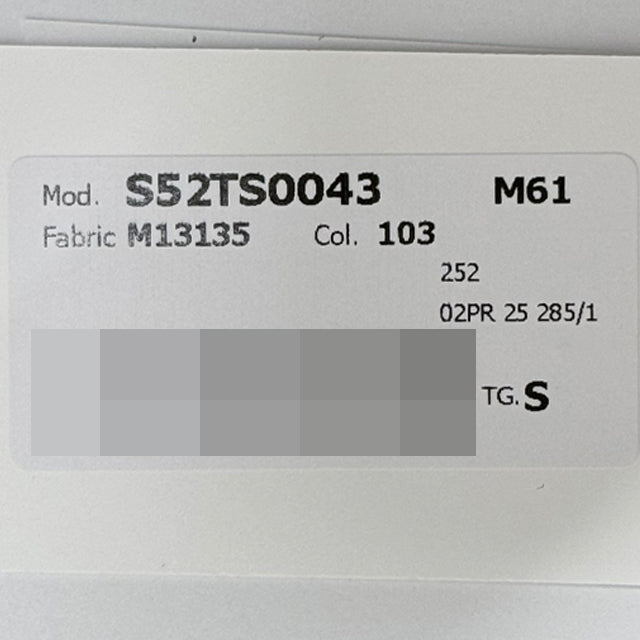 Mod. S52TS0043 M61
Fabric M13135 Col. 103
252
02PR 25 285/1
TG. S